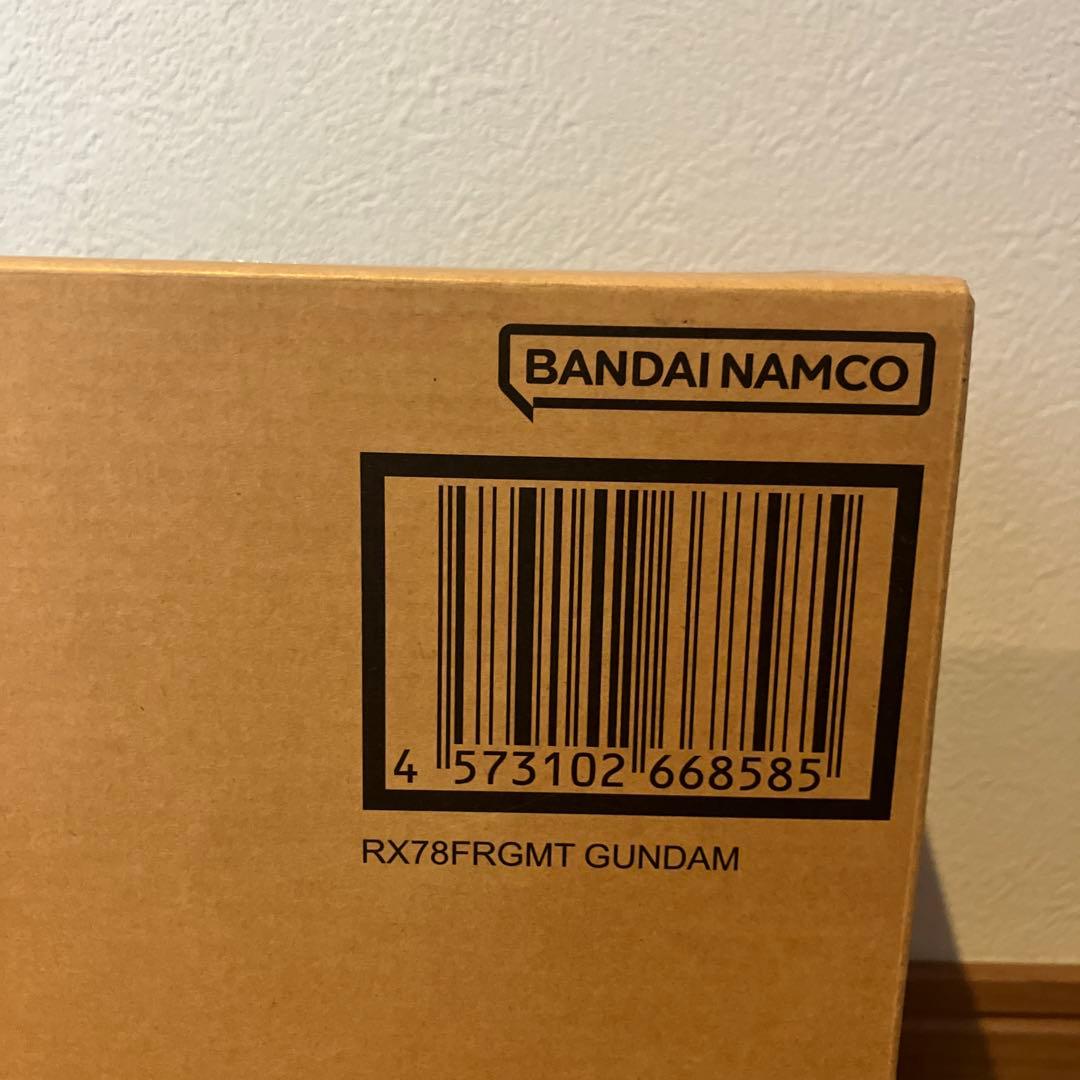 BANDAI NAMCO
4 573102 668585
RX78FRGMT GUNDAM